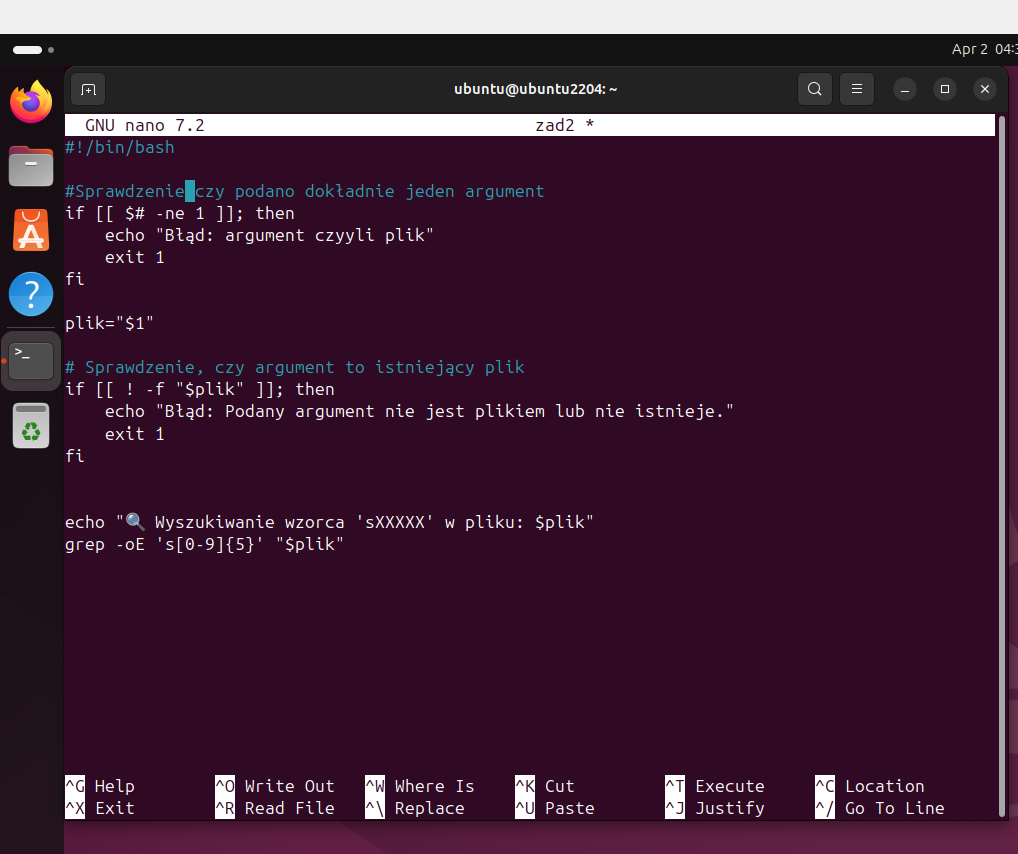 Apr 2 04:3
ubuntu@ubuntu2204: ~
GNU nano 7.2 zad2 *
#!/bin/bash
#Sprawdzenie czy podano dokładnie jeden argument
if [[ $# -ne 1 ]]; then
    echo "Błąd: argument czyyli plik"
    exit 1
fi
plik="$1"
# Sprawdzenie, czy argument to istniejący plik
if [[ ! -f "$plik" ]]; then
    echo "Błąd: Podany argument nie jest plikiem lub nie istnieje."
    exit 1
fi
echo "🔍 Wyszukiwanie wzorca 'sXXXXX' w pliku: $plik"
grep -oE 's[0-9]{5}' "$plik"
^G Help ^O Write Out ^W Where Is ^K Cut ^T Execute ^C Location
^X Exit ^R Read File ^\ Replace ^U Paste ^J Justify ^/ Go To Line